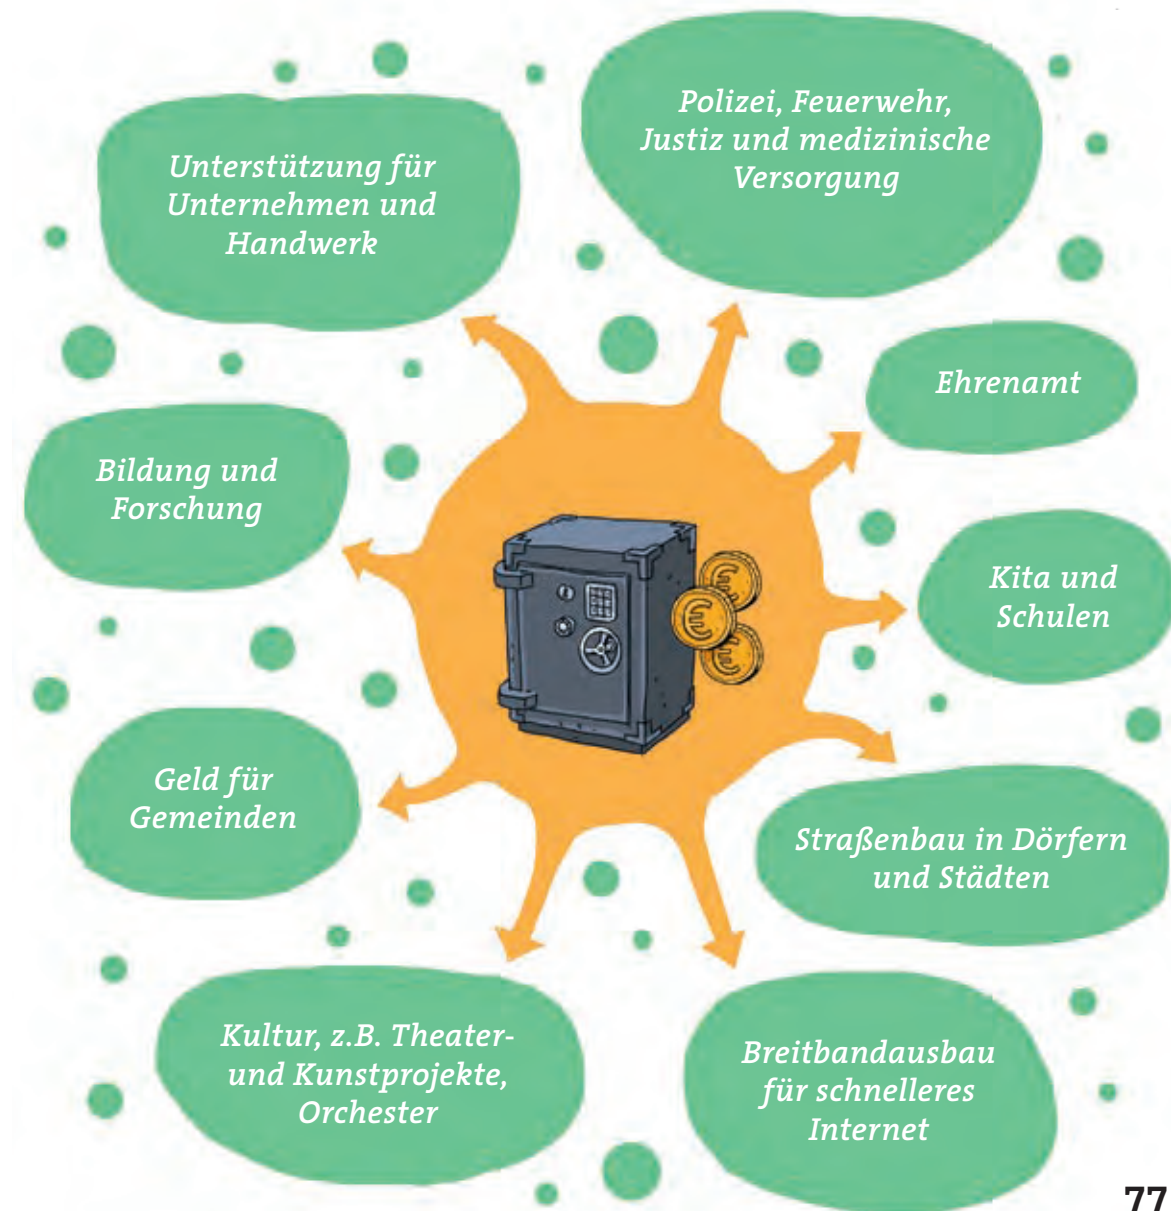 Unterstützung für
Unternehmen und
Handwerk
Polizei, Feuerwehr,
Justiz und medizinische
Versorgung
Ehrenamt
Bildung und
Forschung
Kita und
Schulen
Geld für
Gemeinden
Straßenbau in Dörfern
und Städten
Kultur, z.B. Theater-
und Kunstprojekte,
Orchester
Breitbandausbau
für schnelleres
Internet
77